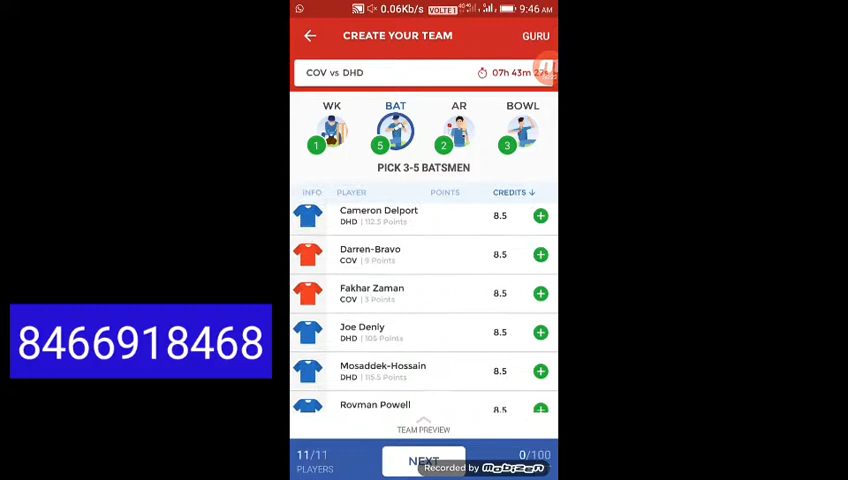 0.06Kb/s VOLTE 1 9:46 AM
CREATE YOUR TEAM GURU
COV vs DHD 07h 43m
WK BAT AR BOWL
1 5 2 3
PICK 3-5 BATSMEN
INFO PLAYER POINTS CREDITS ↓
Cameron Delport
DHD | 112.5 Points 8.5
Darren-Bravo
COV | 9 Points 8.5
Fakhar Zaman
COV | 3 Points 8.5
8466918468
Joe Denly
DHD | 105 Points 8.5
Mosaddek-Hossain
DHD | 115.5 Points 8.5
Rovman Powell 8.5
TEAM PREVIEW
11/11 NEXT 0/100
PLAYERS
Recorded by MOBIZEN